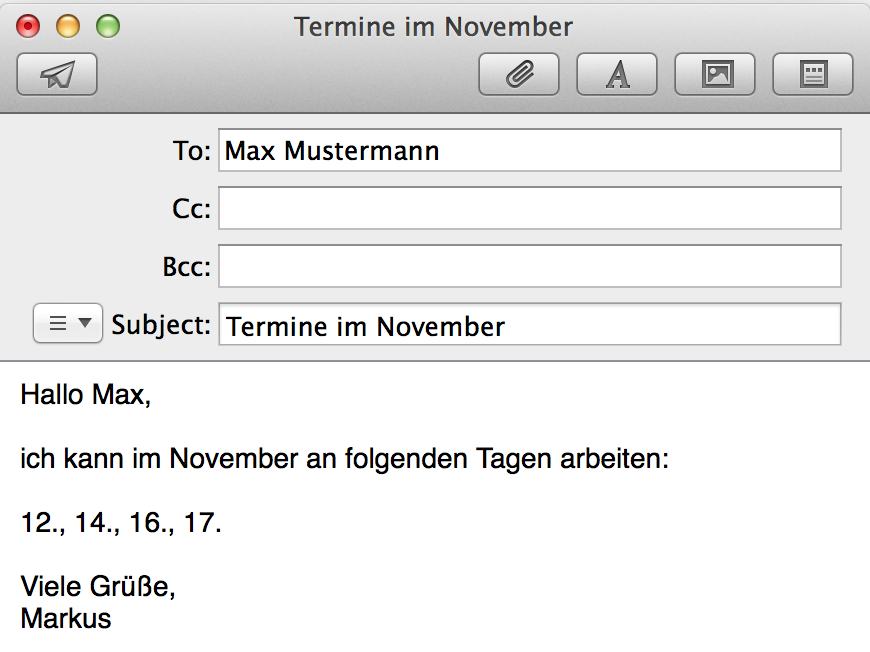 Termine im November
A
To: Max Mustermann
Cc:
Bcc:
Subject: Termine im November
Hallo Max,
ich kann im November an folgenden Tagen arbeiten:
12., 14., 16., 17.
Viele Grüße,
Markus